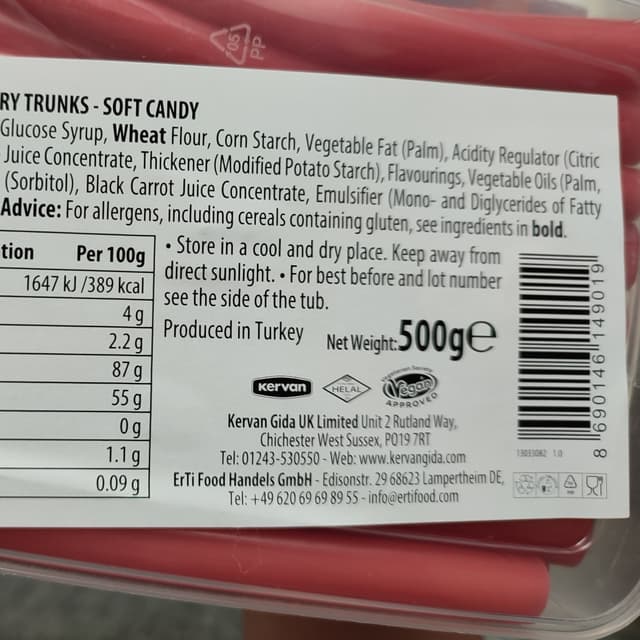 05
PP
RY TRUNKS - SOFT CANDY
Glucose Syrup, Wheat Flour, Corn Starch, Vegetable Fat (Palm), Acidity Regulator (Citric
Juice Concentrate, Thickener (Modified Potato Starch), Flavourings, Vegetable Oils (Palm,
(Sorbitol), Black Carrot Juice Concentrate, Emulsifier (Mono- and Diglycerides of Fatty
Advice: For allergens, including cereals containing gluten, see ingredients in bold.
tion Per 100g
1647 kJ /389 kcal
4 g
2.2 g
87 g
55 g
0 g
1.1 g
0.09 g
• Store in a cool and dry place. Keep away from
direct sunlight. • For best before and lot number
see the side of the tub.
Produced in Turkey Net Weight: 500g e
kervan HELAL Vegan
APPROVED
Kervan Gida UK Limited Unit 2 Rutland Way,
Chichester West Sussex, PO19 7RT
Tel: 01243-530550 - Web: www.kervangida.com
ErTi Food Handels GmbH - Edisonstr. 29 68623 Lampertheim DE,
Tel: +49 620 69 69 89 55 - info@ertifood.com
8 690146 149019
13033082 1.0